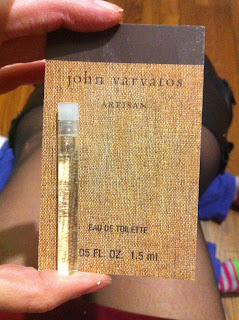 john varvatos
ARTISAN
EAU DE TOILETTE
.05 FL. OZ. 1.5 ml